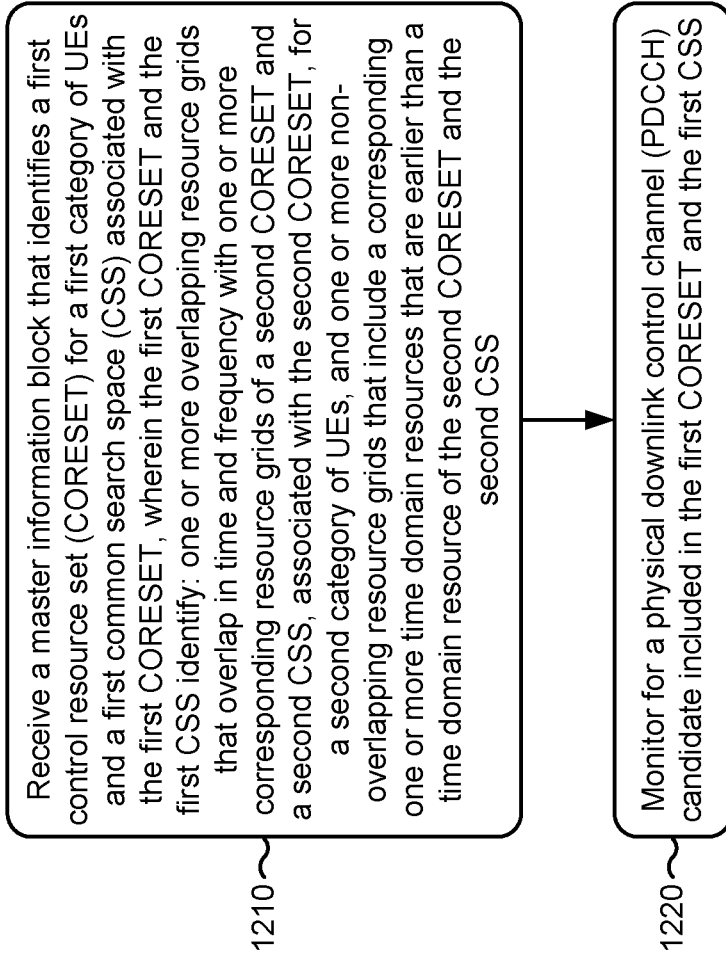 Receive a master information block that identifies a first
control resource set (CORESET) for a first category of UEs
and a first common search space (CSS) associated with
the first CORESET, wherein the first CORESET and the
first CSS identify: one or more overlapping resource grids
that overlap in time and frequency with one or more
corresponding resource grids of a second CORESET and
a second CSS, associated with the second CORESET, for
a second category of UEs, and one or more non-
overlapping resource grids that include a corresponding
one or more time domain resources that are earlier than a
time domain resource of the second CORESET and the
second CSS
1210
Monitor for a physical downlink control channel (PDCCH)
candidate included in the first CORESET and the first CSS
1220